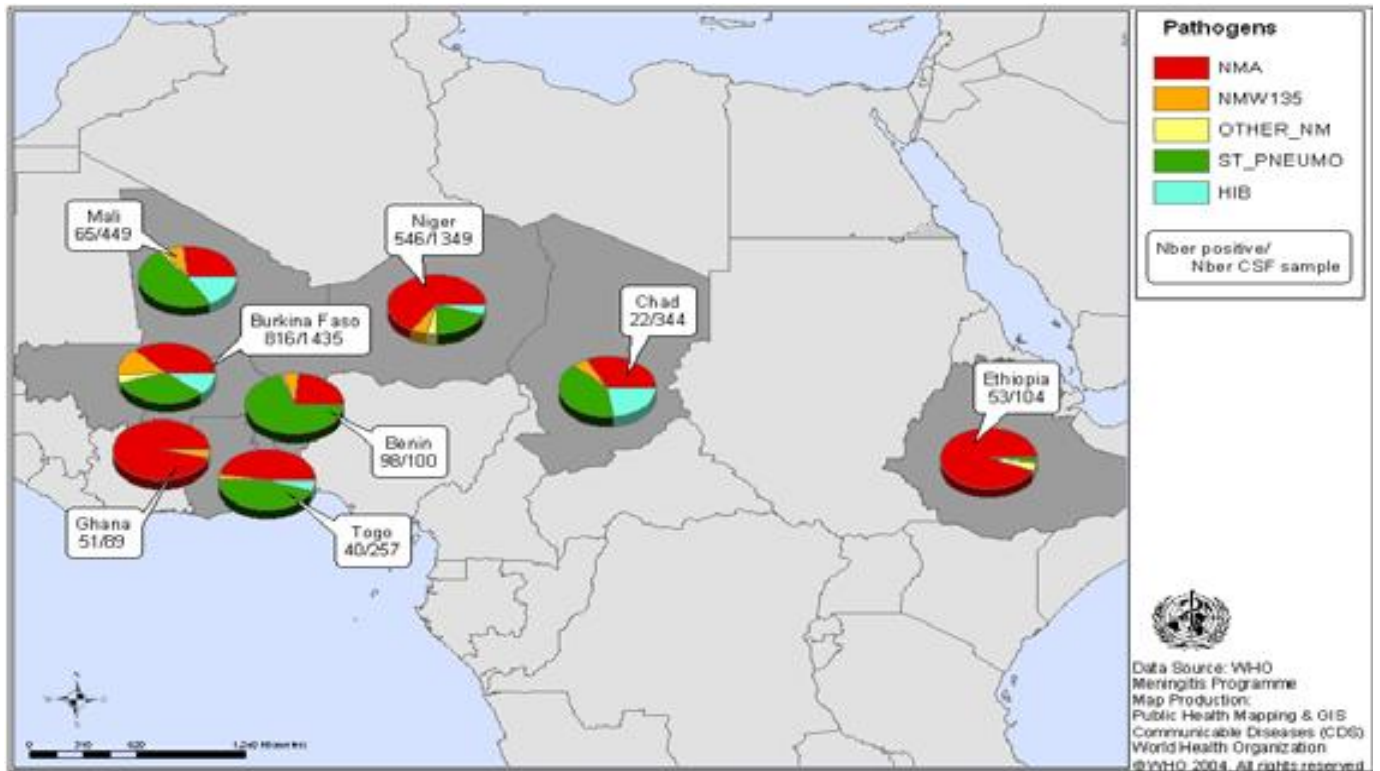 Pathogens
NMA
NMW135
OTHER_NM
ST_PNEUMO
HIB
Nber positive/
Nber CSF sample
Mali
65/449
Niger
546/1349
Chad
22/344
Burkina Faso
816/1435
Ethiopia
53/104
Benin
98/100
Ghana
51/89
Togo
40/257
Data Source: WHO
Meningitis Programme
Map Production:
Public Health Mapping & GIS
Communicable Diseases (CDS)
World Health Organization
©WHO 2004. All rights reserved